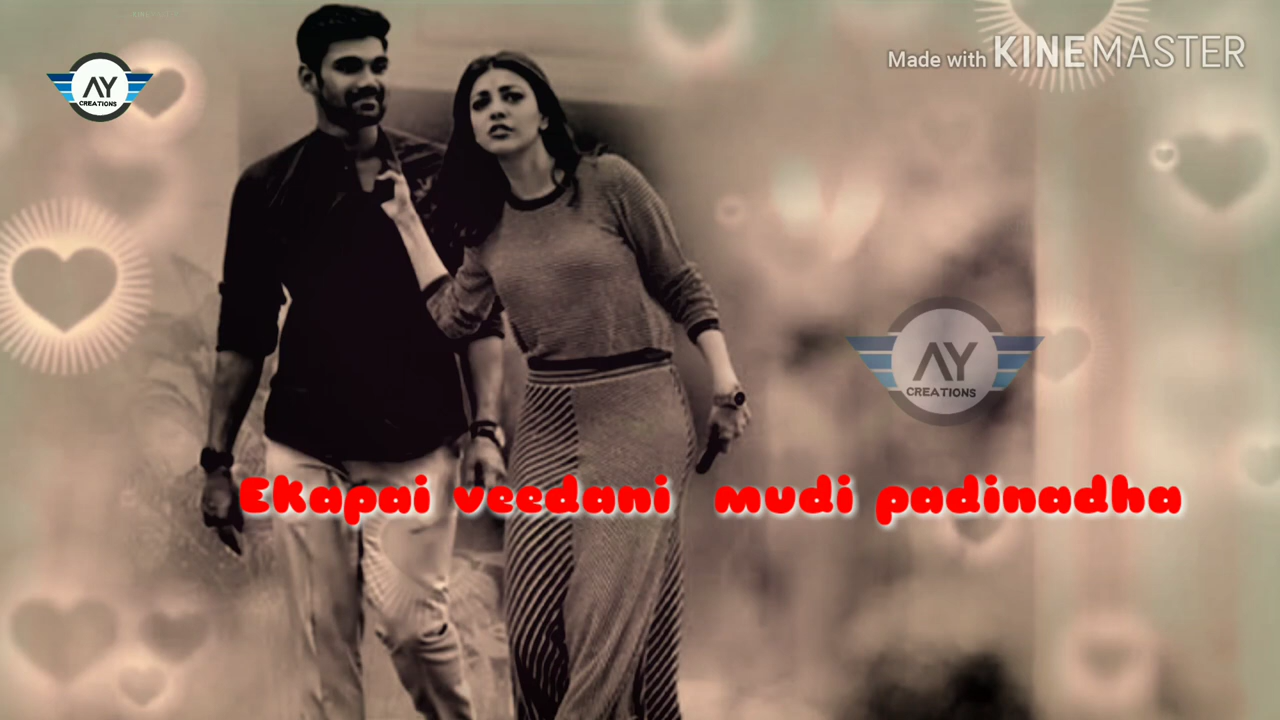 Made with KINEMASTER
AY
CREATIONS
AY
CREATIONS
Ekapai veedani mudi padinadha